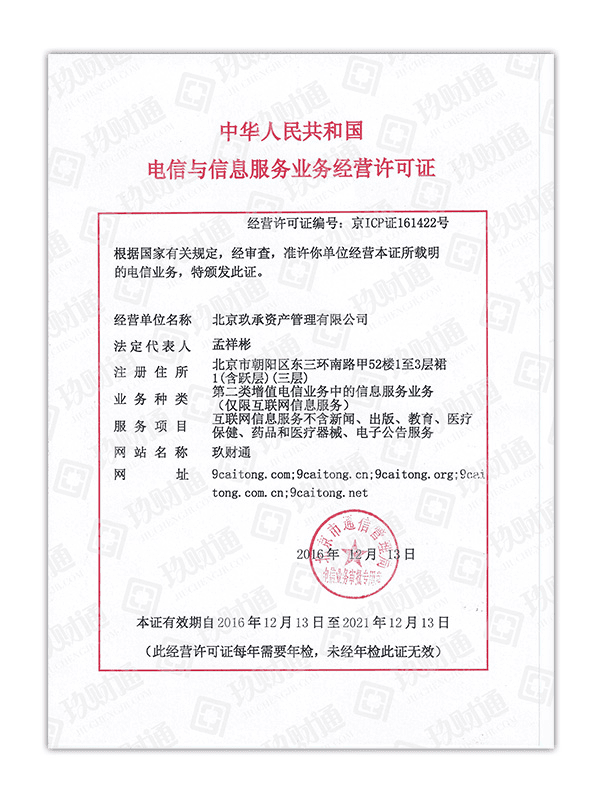 中华人民共和国
电信与信息服务业务经营许可证
经营许可证编号：京ICP证161422号
根据国家有关规定，经审查，准许你单位经营本证所载明
的电信业务，特颁发此证。
经营单位名称 北京玖承资产管理有限公司
法定代表人 孟祥彬
注册住所 北京市朝阳区东三环南路甲52楼1至3层裙
1(含跃层)(三层)
业务种类 第二类增值电信业务中的信息服务业务
（仅限互联网信息服务）
服务项目 互联网信息服务不含新闻、出版、教育、医疗
保健、药品和医疗器械、电子公告服务
网站名称 玖财通
网址 9caitong.com;9caitong.cn;9caitong.org;9cai
tong.com.cn;9caitong.net
北京市通信管理局
电信业务审批专用章
2016年 12月 13日
本证有效期自2016年12月13日至2021年12月13日
（此经营许可证每年需要年检，未经年检此证无效）
玖财通